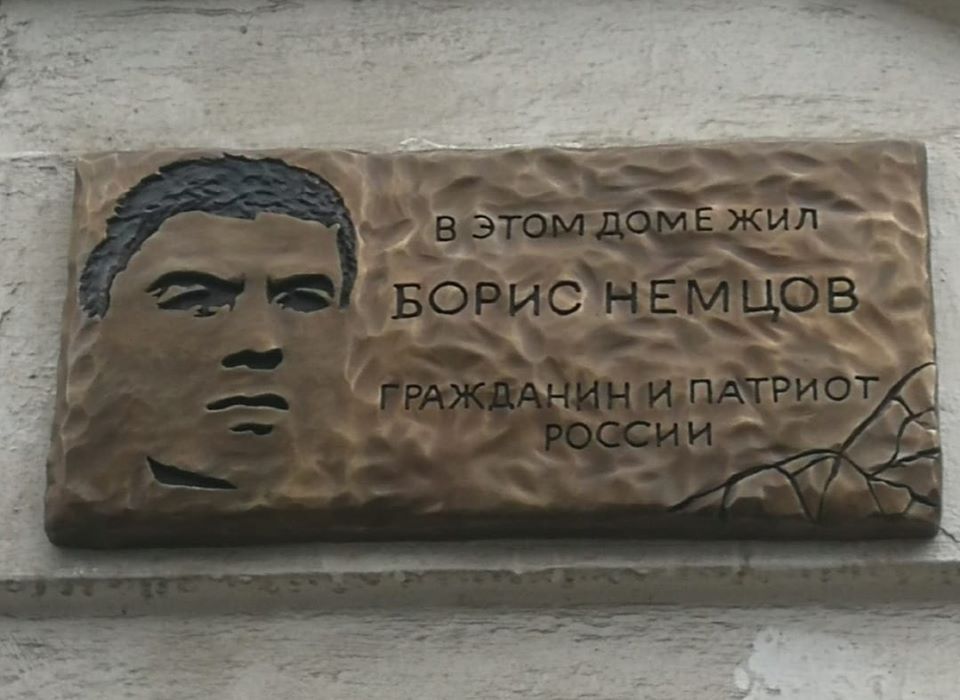 В ЭТОМ ДОМЕ ЖИЛ
БОРИС НЕМЦОВ
ГРАЖДАНИН И ПАТРИОТ
РОССИИ